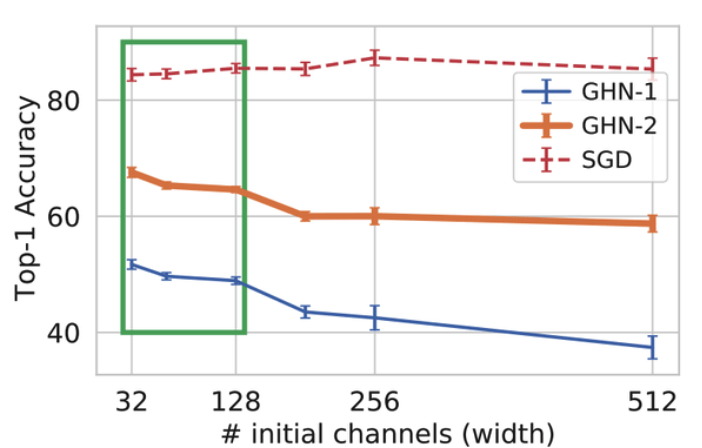 Top-1 Accuracy
80
60
40
GHN-1
GHN-2
SGD
32 128 256 512
# initial channels (width)